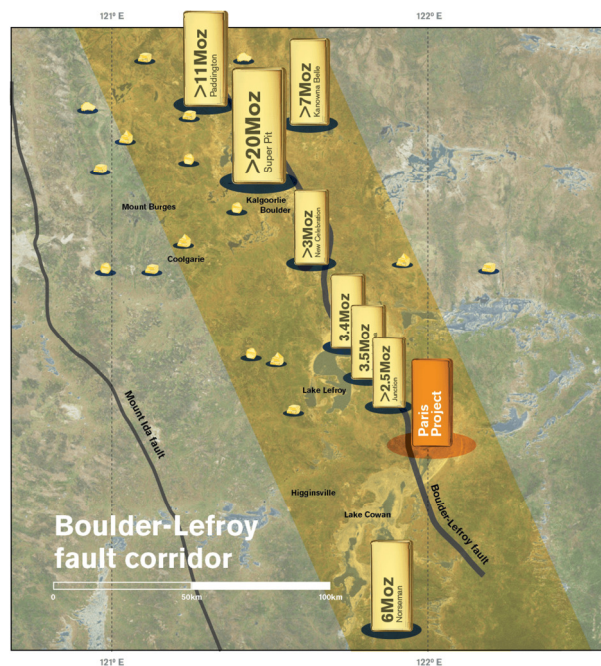 121° E
122° E
>11Moz
Paddington
>20Moz
Super Pit
>7Moz
Kanowna Belle
Mount Burges
Kalgoorlie
Boulder
>3Moz
New Celebration
Coolgarie
3.4Moz
3.5Moz
>2.5Moz
Junction
Lake Lefroy
Paris
Project
Mount Ida fault
Higginsville
Lake Cowan
Boulder-Lefroy fault
Boulder-Lefroy
fault corridor
0
50km
100km
6Moz
Norseman
121° E
122° E